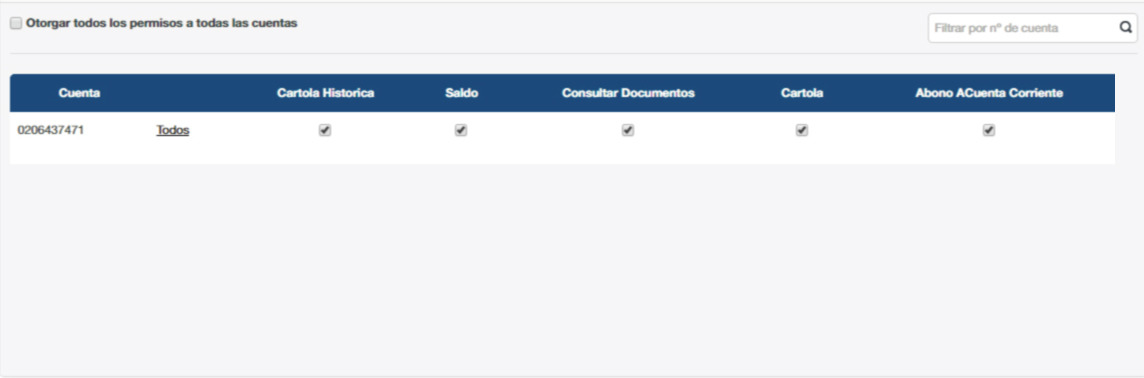 Otorgar todos los permisos a todas las cuentas
Filtrar por nº de cuenta
Cuenta Cartola Historica Saldo Consultar Documentos Cartola Abono ACuenta Corriente
0206437471 Todos